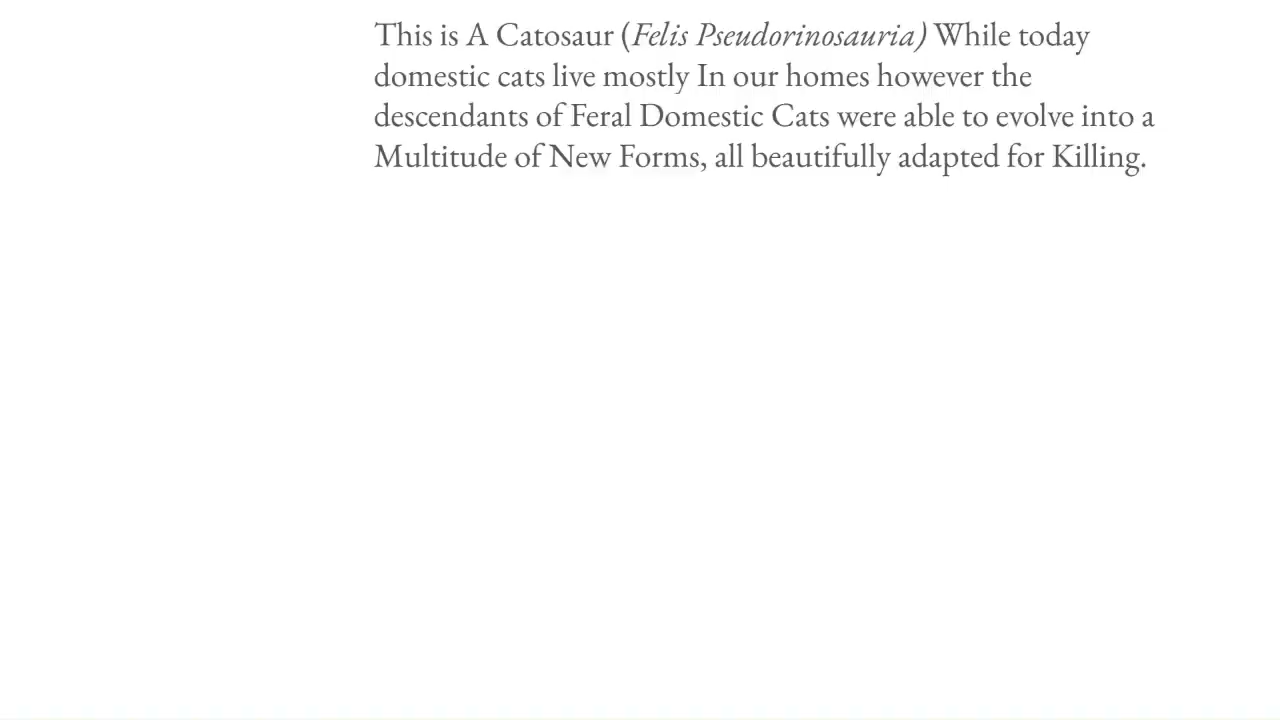 This is A Catosaur (Felis Pseudorinosauria) While today
domestic cats live mostly In our homes however the
descendants of Feral Domestic Cats were able to evolve into a
Multitude of New Forms, all beautifully adapted for Killing.